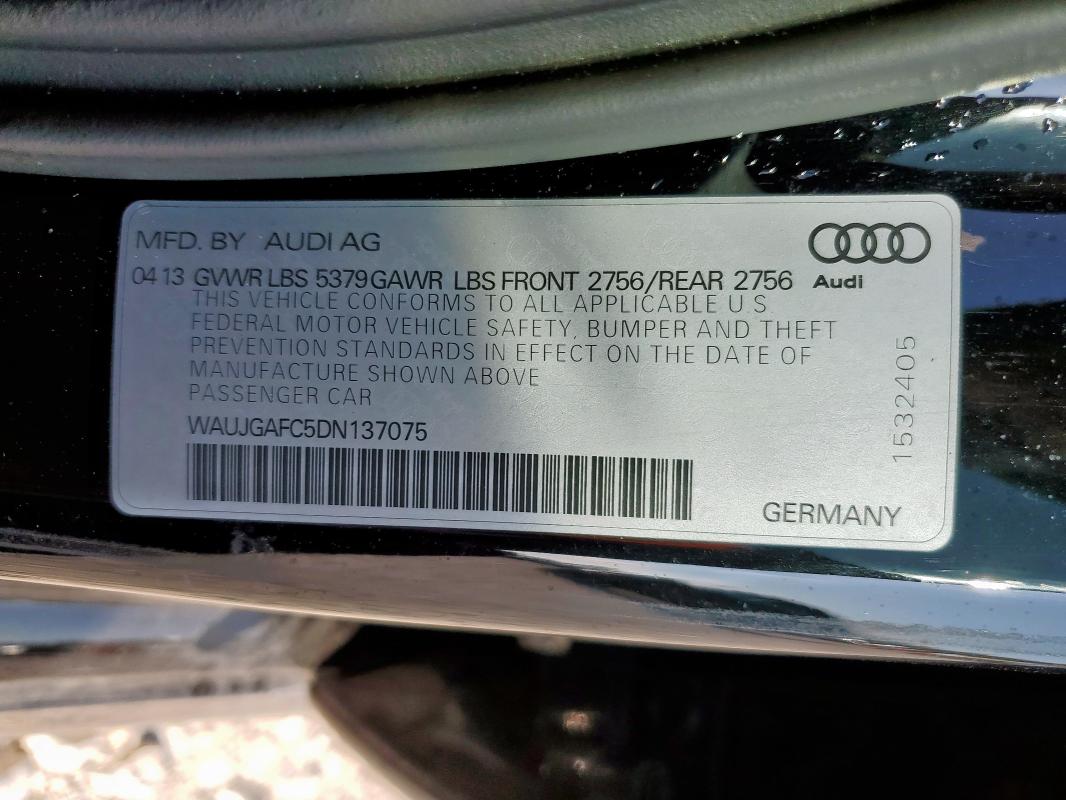 MFD. BY AUDI AG
0413 GVWR LBS 5379 GAWR LBS FRONT 2756/REAR 2756
Audi
THIS VEHICLE CONFORMS TO ALL APPLICABLE U S
FEDERAL MOTOR VEHICLE SAFETY, BUMPER AND THEFT
PREVENTION STANDARDS IN EFFECT ON THE DATE OF
MANUFACTURE SHOWN ABOVE
PASSENGER CAR
WAUJGAFC5DN137075
1532405
GERMANY